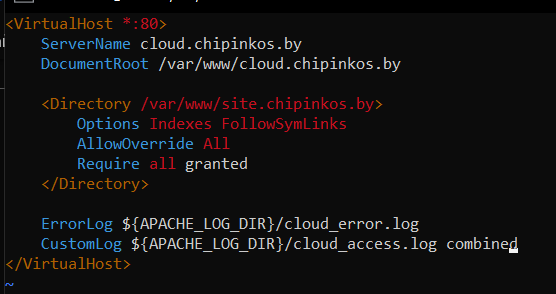 <VirtualHost *:80>
    ServerName cloud.chipinkos.by
    DocumentRoot /var/www/cloud.chipinkos.by

    <Directory /var/www/site.chipinkos.by>
        Options Indexes FollowSymLinks
        AllowOverride All
        Require all granted
    </Directory>

    ErrorLog ${APACHE_LOG_DIR}/cloud_error.log
    CustomLog ${APACHE_LOG_DIR}/cloud_access.log combined
</VirtualHost>
~